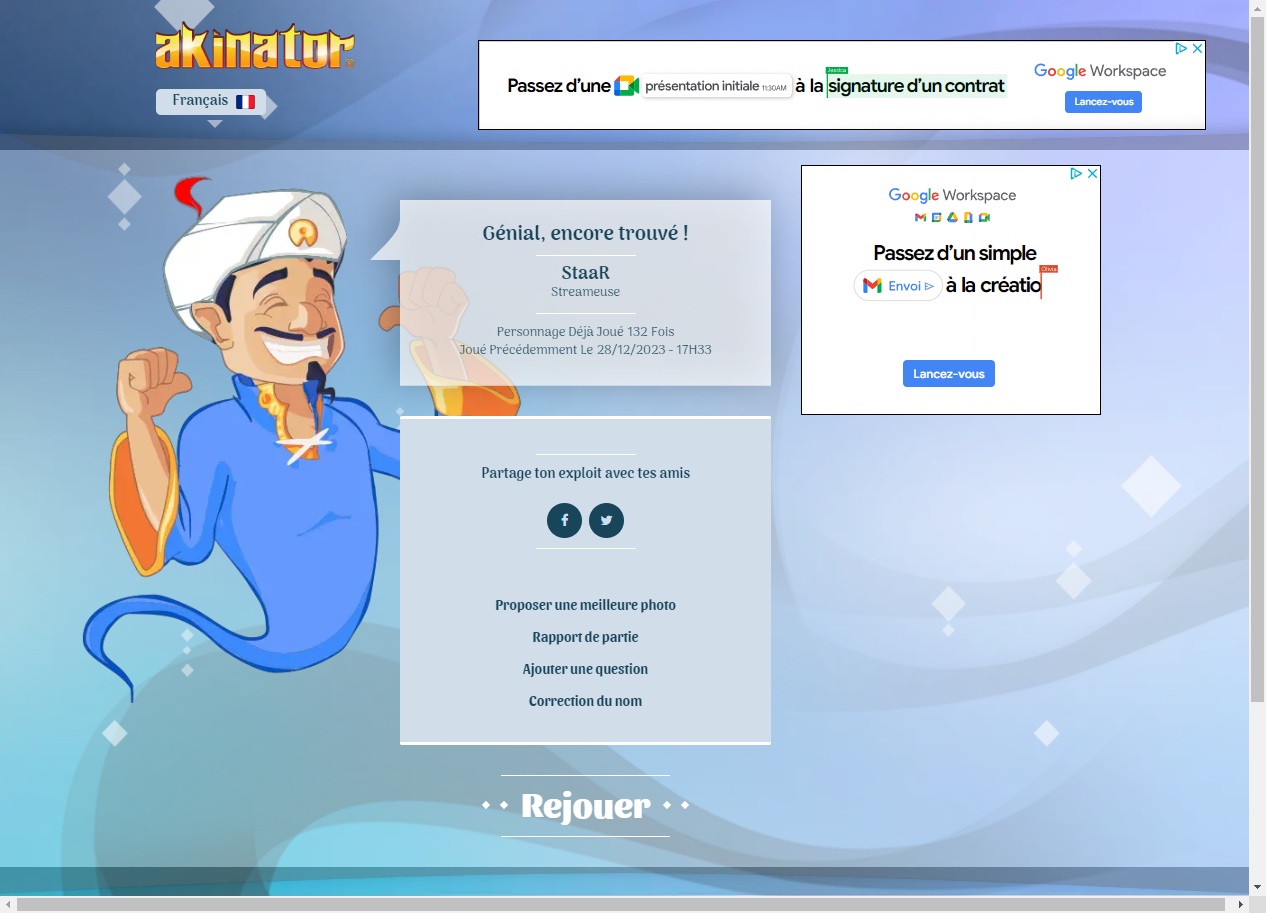 akinator
Français
Passez d'une présentation initiale 11:30AM à la signature d'un contrat
Jessica
Google Workspace
Lancez-vous
Génial, encore trouvé !
StaaR
Streameuse
Personnage Déjà Joué 132 Fois
Joué Précédemment Le 28/12/2023 - 17H33
Google Workspace
Passez d'un simple
Olivia
Envoi à la créatio
Lancez-vous
Partage ton exploit avec tes amis
Proposer une meilleure photo
Rapport de partie
Ajouter une question
Correction du nom
Rejouer